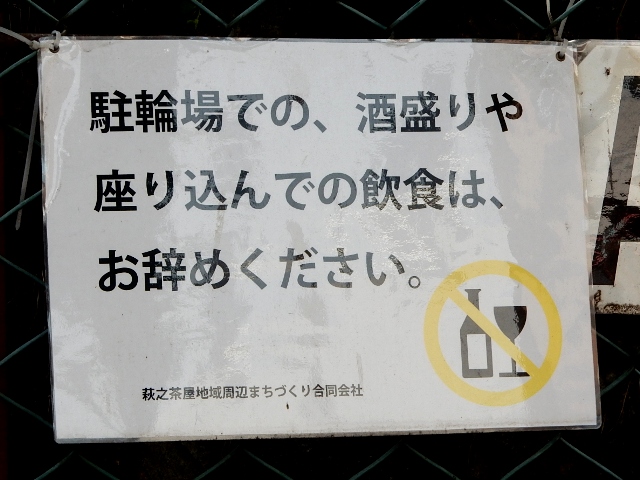 駐輪場での、酒盛りや
座り込んでの飲食は、
お辞めください。
萩之茶屋地域周辺まちづくり合同会社